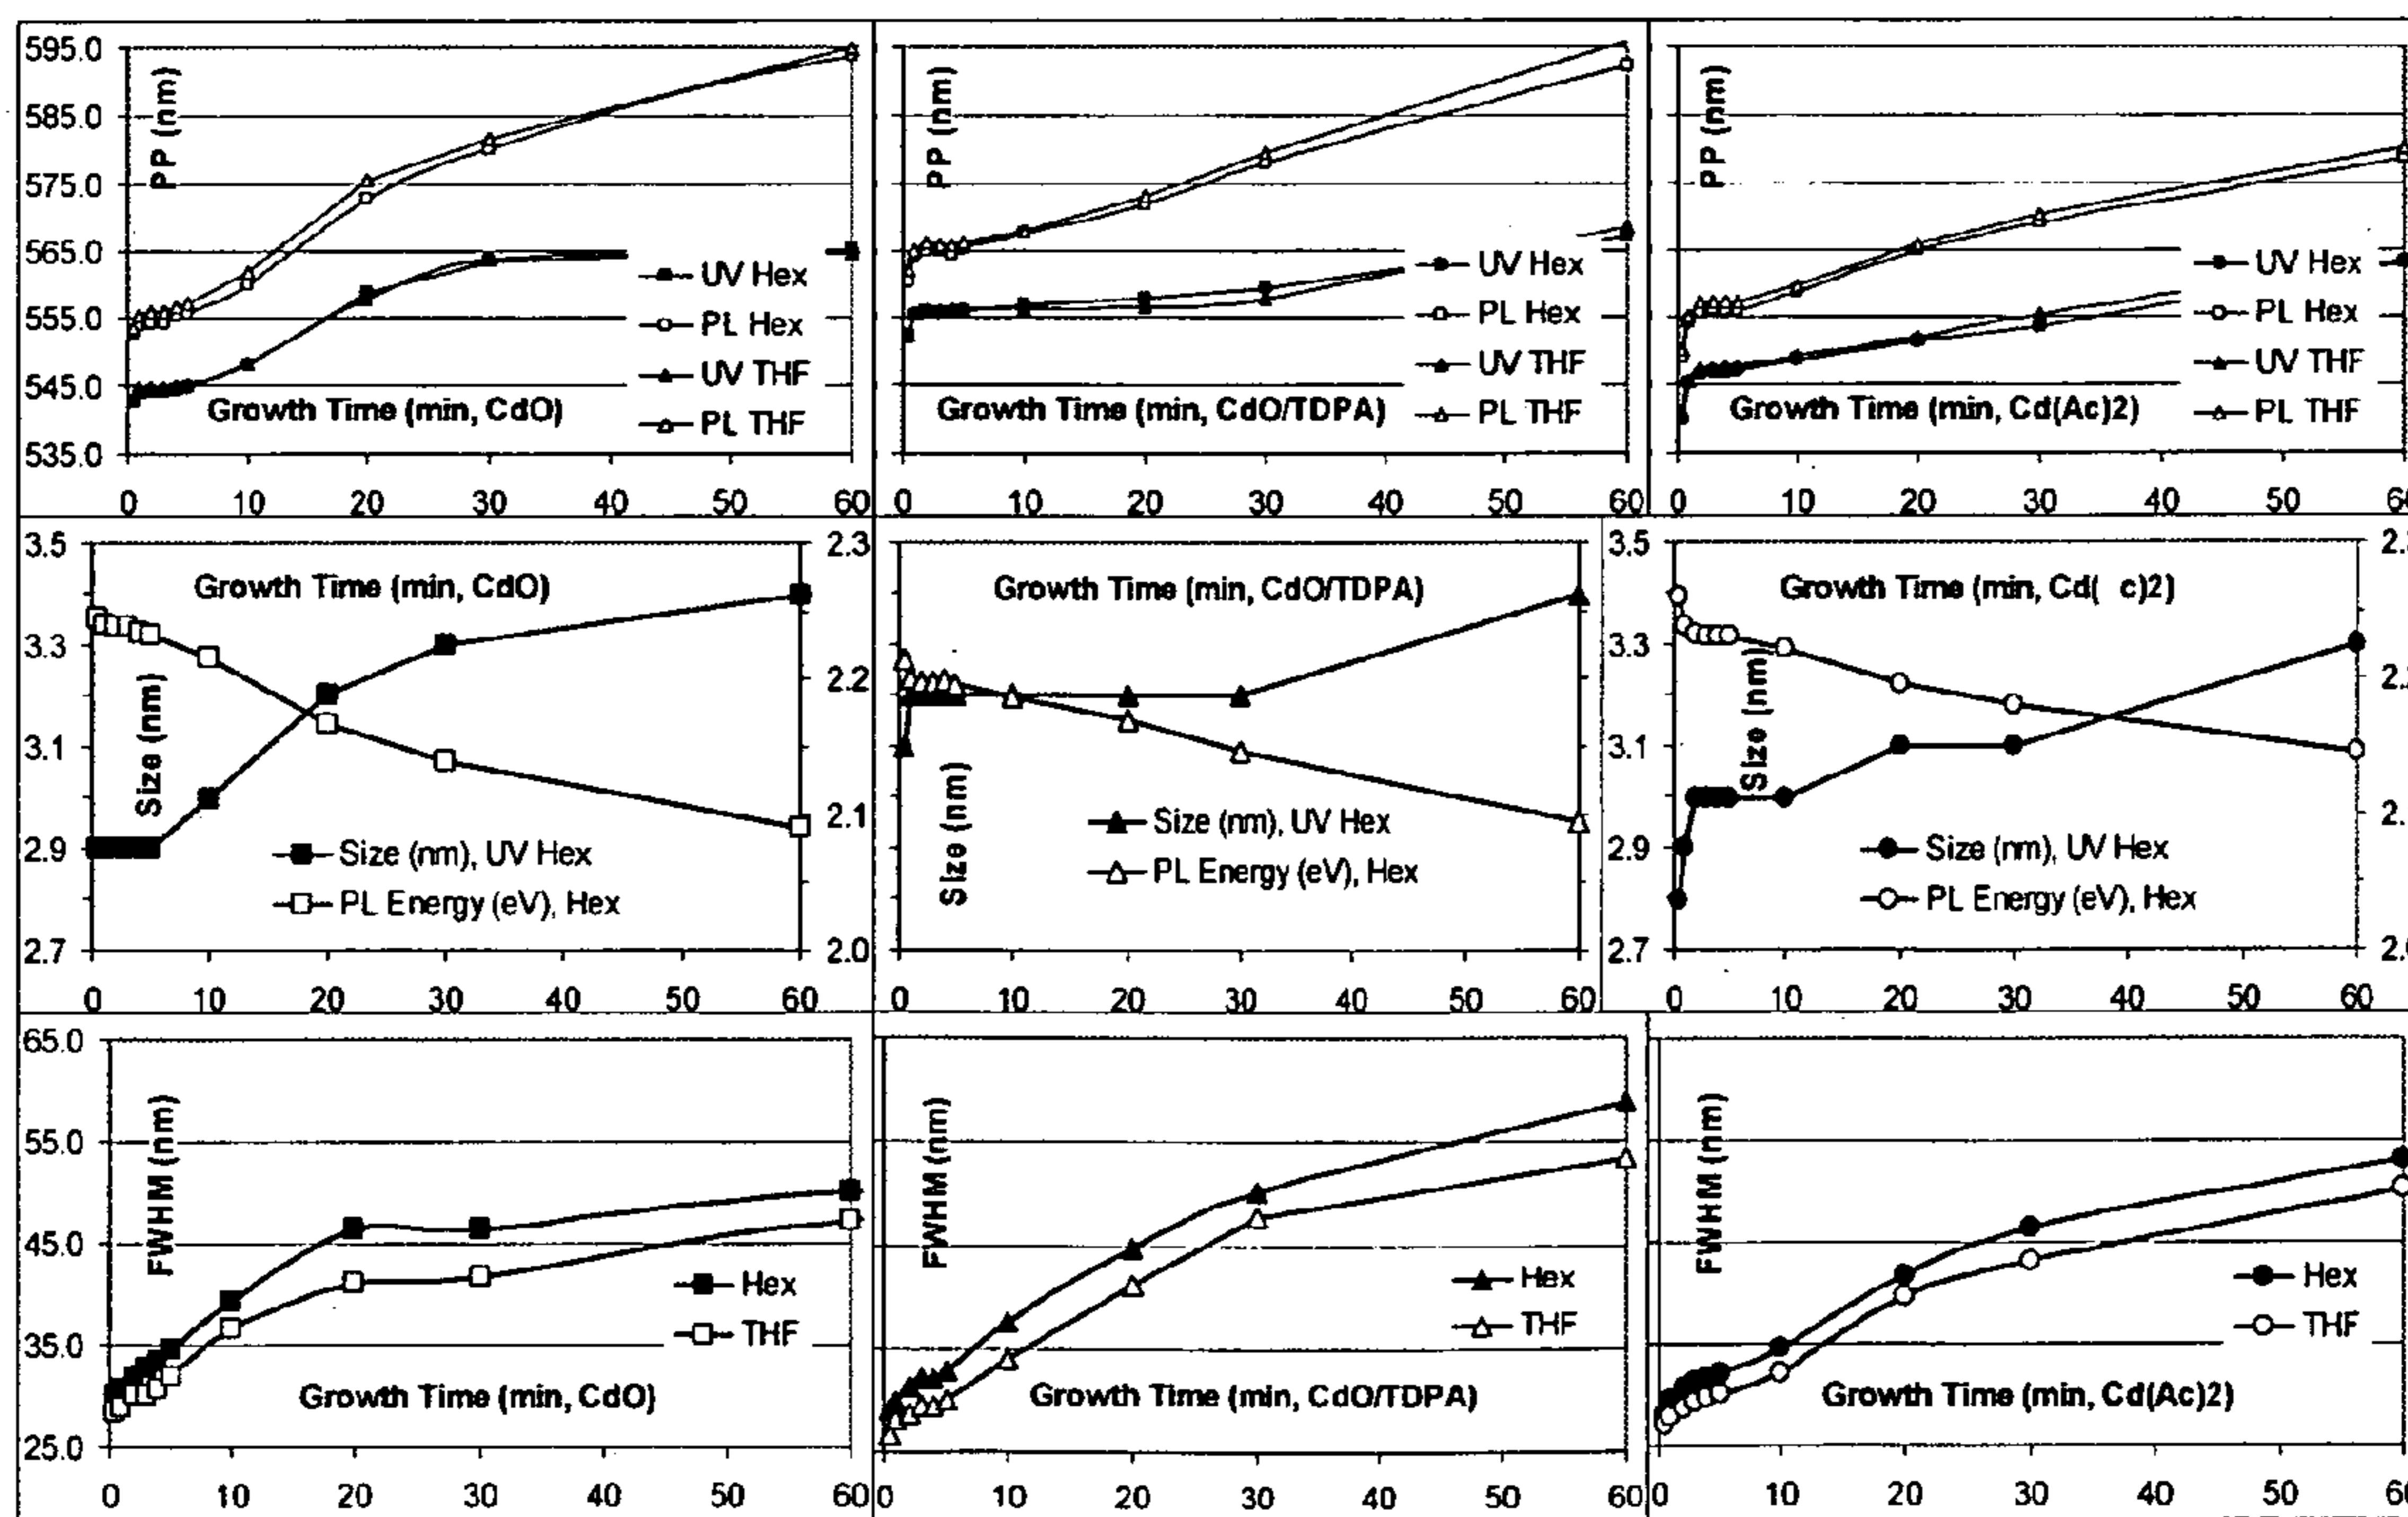 595.0
585.0
575.0
565.0
555.0
545.0
535.0
PP (nm)
UV Hex
PL Hex
UV THF
PL THF
Growth Time (min, CdO)
0 10 20 30 40 50 60
PP (nm)
UV Hex
PL Hex
UV THF
PL THF
Growth Time (min, CdO/TDPA)
0 10 20 30 40 50 60
PP (nm)
UV Hex
PL Hex
UV THF
PL THF
Growth Time (min, Cd(Ac)2)
0 10 20 30 40 50
3.5
3.3
3.1
2.9
2.7
Growth Time (min, CdO)
Size (nm)
Size (nm), UV Hex
PL Energy (eV), Hex
0 10 20 30 40 50 60
2.3
2.2
2.1
2.0
Growth Time (min, CdO/TDPA)
Size (nm)
Size (nm), UV Hex
PL Energy (eV), Hex
0 10 20 30 40 50 60
3.5
3.3
3.1
2.9
2.7
Growth Time (min, Cd( c)2)
Size (nm)
Size (nm), UV Hex
PL Energy (eV), Hex
0 10 20 30 40 50 60
65.0
55.0
45.0
35.0
25.0
FWHM (nm)
Hex
THF
Growth Time (min, CdO)
0 10 20 30 40 50 60
FWHM (nm)
Hex
THF
Growth Time (min, CdO/TDPA)
0 10 20 30 40 50
FWHM (nm)
Hex
THF
Growth Time (min, Cd(Ac)2)
0 10 20 30 40 50